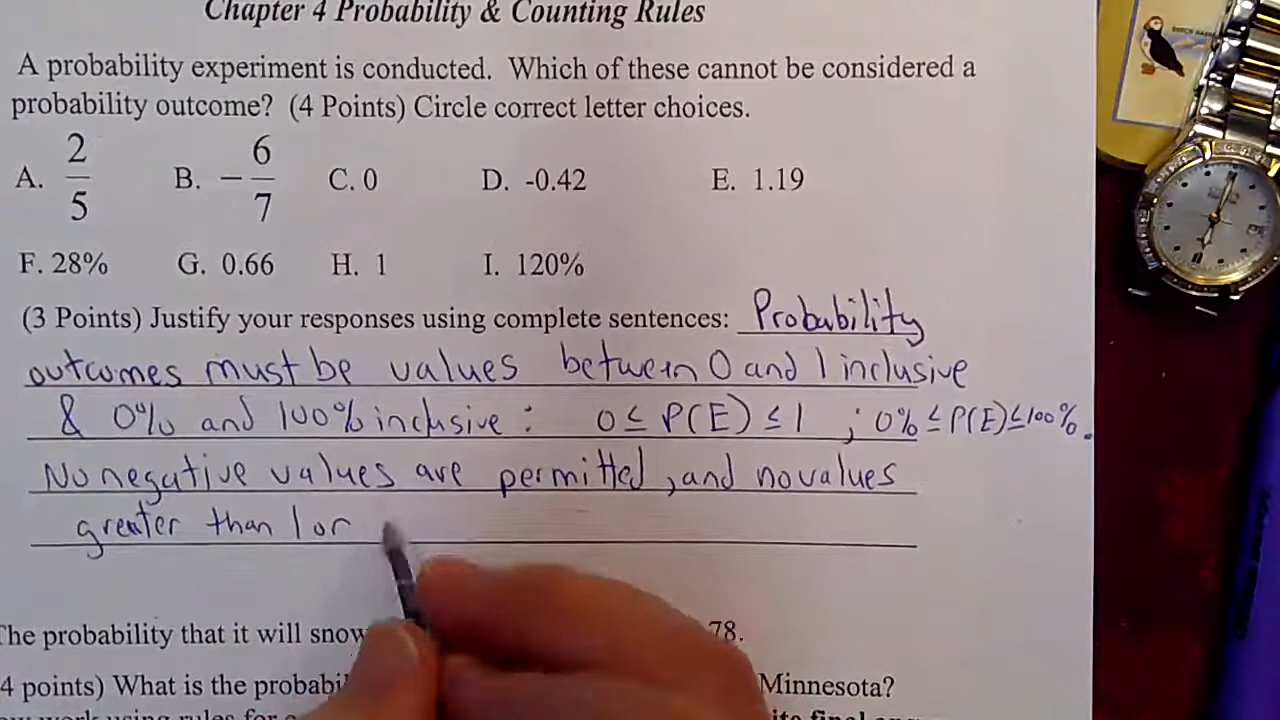 Chapter 4 Probability & Counting Rules
A probability experiment is conducted. Which of these cannot be considered a
probability outcome? (4 Points) Circle correct letter choices.
A. 2/5 B. -6/7 C. 0 D. -0.42 E. 1.19
F. 28% G. 0.66 H. 1 I. 120%
(3 Points) Justify your responses using complete sentences: Probability
outcomes must be values between 0 and 1 inclusive
& 0% and 100% inclusive: 0 ≤ P(E) ≤ 1 ; 0% ≤ P(E) ≤ 100%.
No negative values are permitted, and no values
greater than 1 or
The probability that it will snow 78.
4 points) What is the Minnesota?